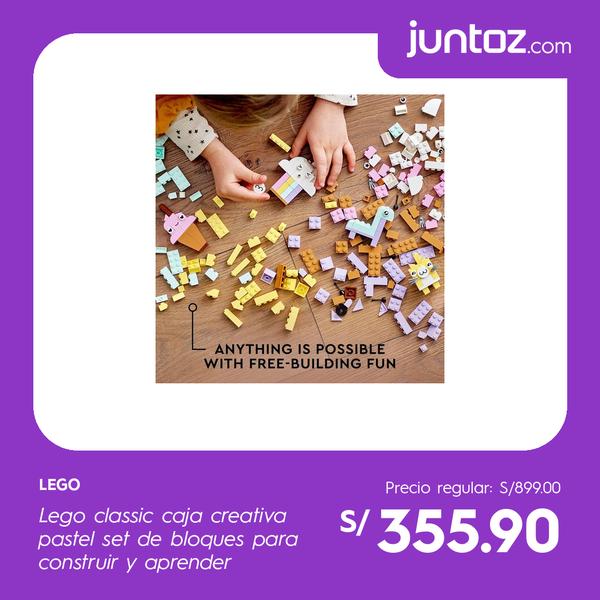 juntoz.com
ANYTHING IS POSSIBLE
WITH FREE-BUILDING FUN
LEGO
Lego classic caja creativa
pastel set de bloques para
construir y aprender
Precio regular: S/899.00
S/ 355.90